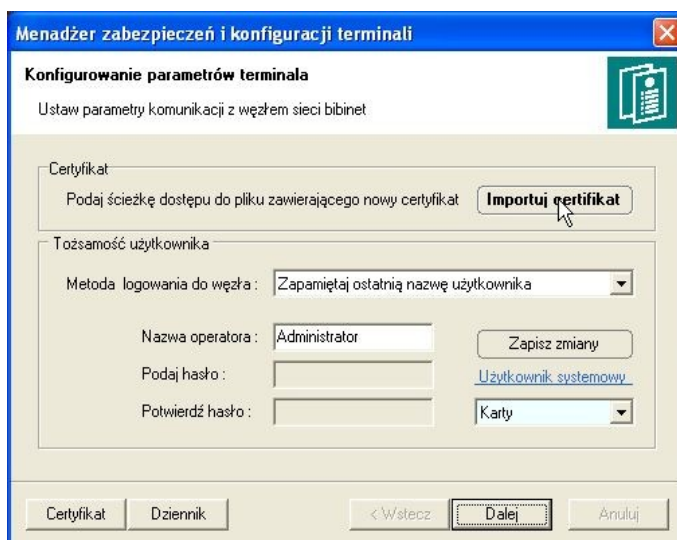 Menadżer zabezpieczeń i konfiguracji terminali
Konfigurowanie parametrów terminala
Ustaw parametry komunikacji z węzłem sieci bibinet
Certyfikat
Podaj ścieżkę dostępu do pliku zawierającego nowy certyfikat
Importuj certifikat
Tożsamość użytkownika
Metoda logowania do węzła :
Zapamiętaj ostatnią nazwę użytkownika
Nazwa operatora :
Administrator
Zapisz zmiany
Podaj hasło :
Użytkownik systemowy
Potwierdź hasło :
Karty
Certyfikat
Dziennik
< Wstecz
Dalej
Anuluj